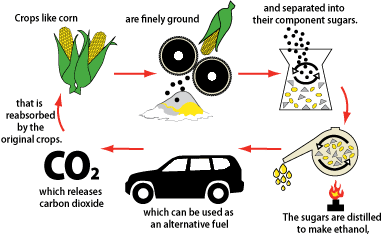 Crops like corn
are finely ground
and separated into
their component sugars.
The sugars are distilled
to make ethanol,
which can be used as
an alternative fuel
CO2
which releases
carbon dioxide
that is
reabsorbed
by the
original crops.